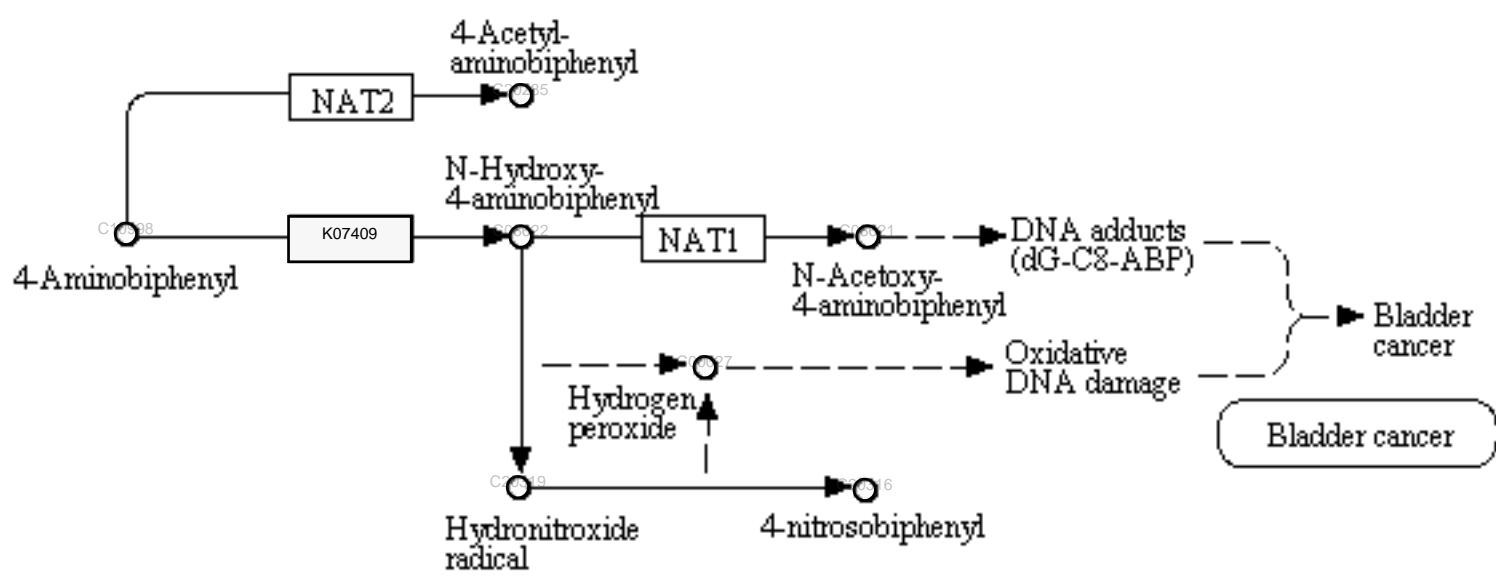 4-Acetyl-
aminobiphenyl
NAT2
N-Hydroxy-
4-aminobiphenyl
K07409
NAT1
DNA adducts
(dG-C8-ABP)
4-Aminobiphenyl
N-Acetoxy-
4-aminobiphenyl
Bladder
cancer
Oxidative
DNA damage
Hydrogen
peroxide
Bladder cancer
Hydronitroxide
radical
4-nitrosobiphenyl